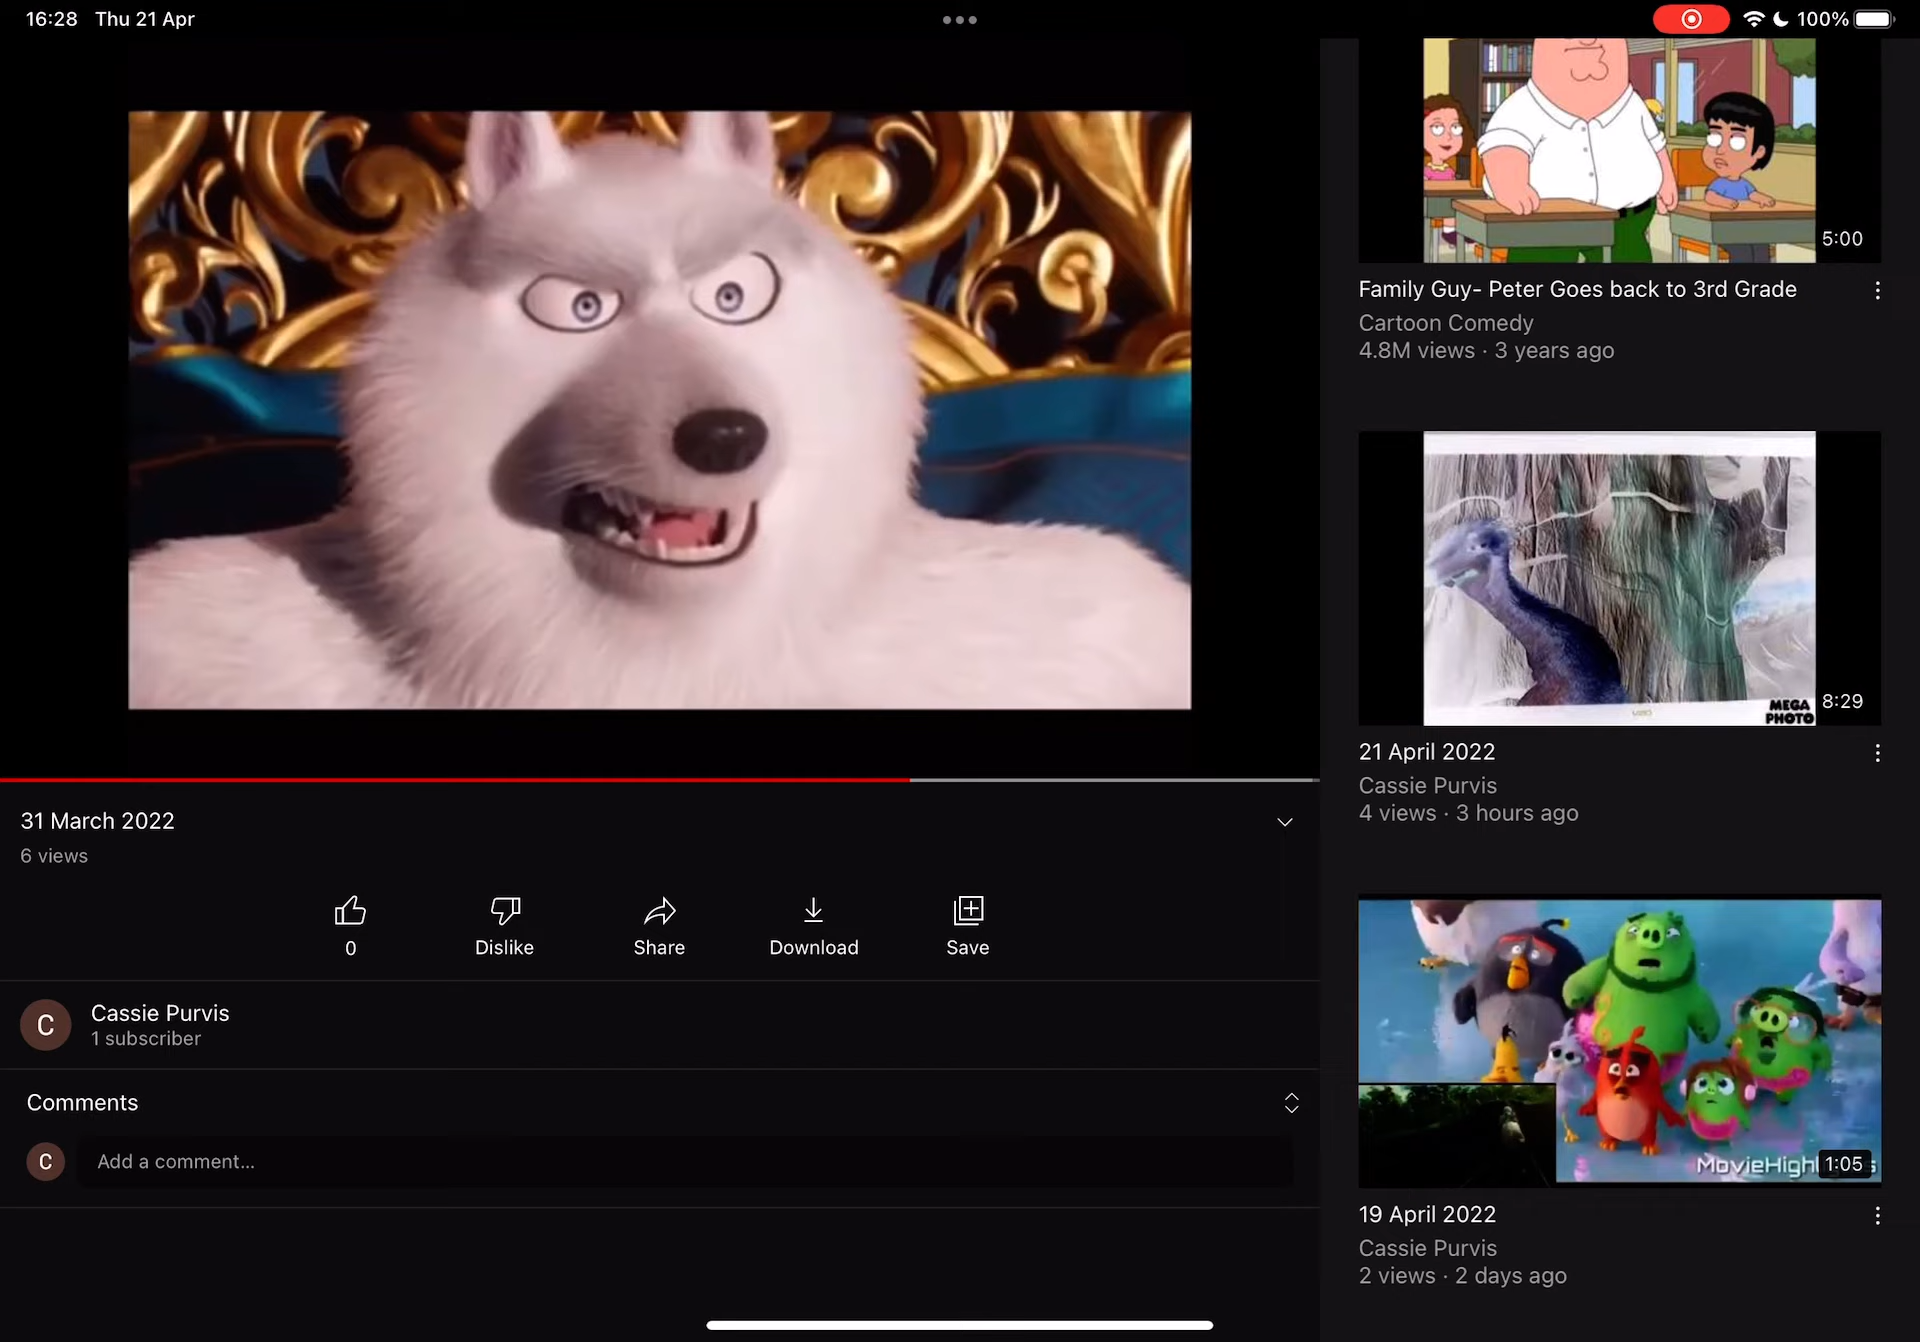 16:28 Thu 21 Apr
100%
5:00
Family Guy- Peter Goes back to 3rd Grade
Cartoon Comedy
4.8M views · 3 years ago
MEGA
PHOTO
8:29
21 April 2022
Cassie Purvis
4 views · 3 hours ago
MovieHighl
1:05
19 April 2022
Cassie Purvis
2 views · 2 days ago
31 March 2022
6 views
0
Dislike
Share
Download
Save
C
Cassie Purvis
1 subscriber
Comments
C
Add a comment...